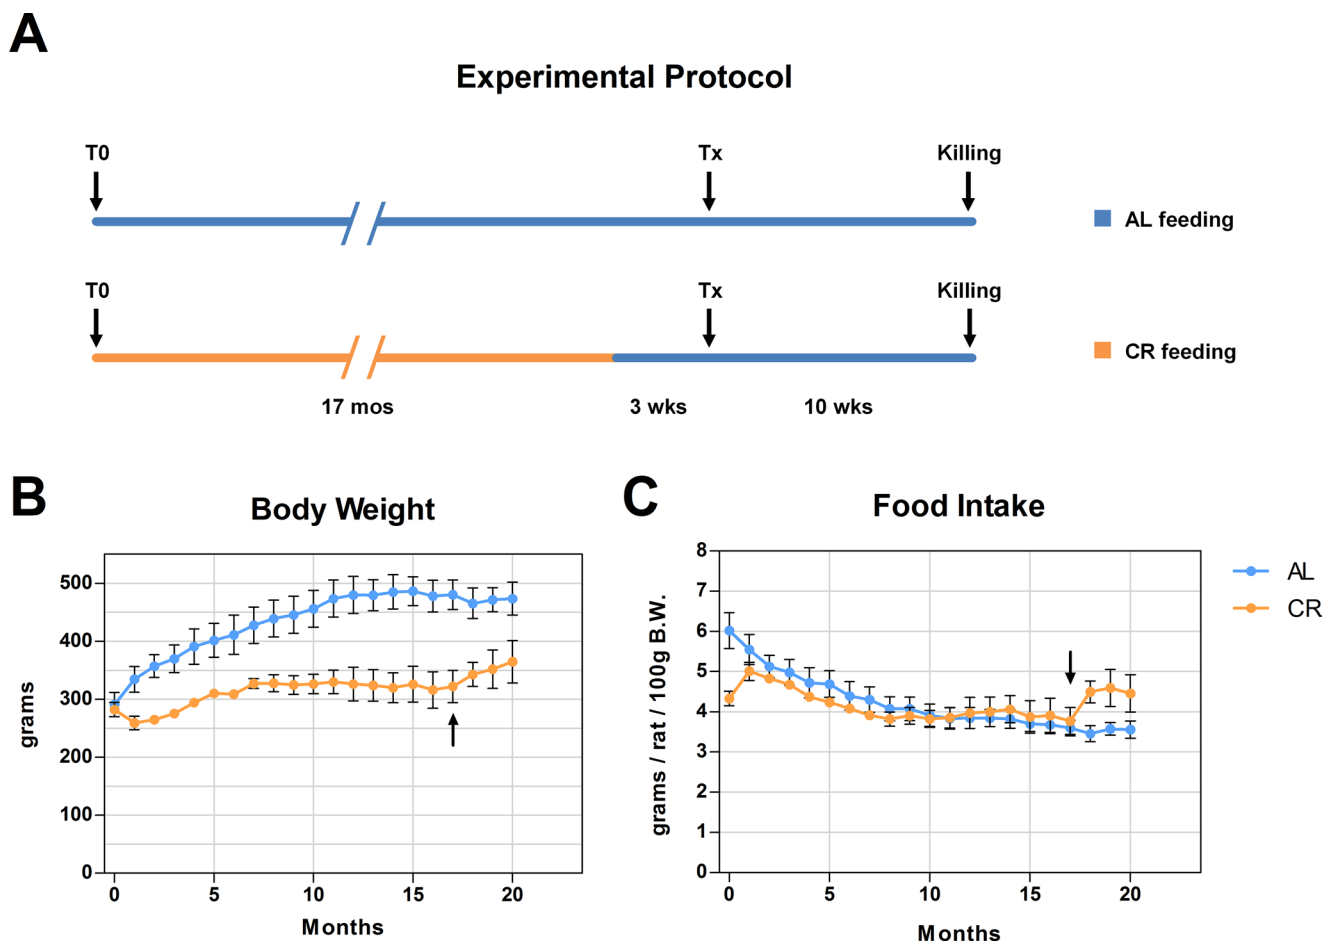 A
Experimental Protocol
T0 Tx Killing
AL feeding
T0 Tx Killing
CR feeding
17 mos 3 wks 10 wks
B
Body Weight
grams
500
400
300
200
100
0
0 5 10 15 20
Months
C
Food Intake
grams / rat / 100g B.W.
8
7
6
5
4
3
2
1
0
0 5 10 15 20
Months
AL
CR